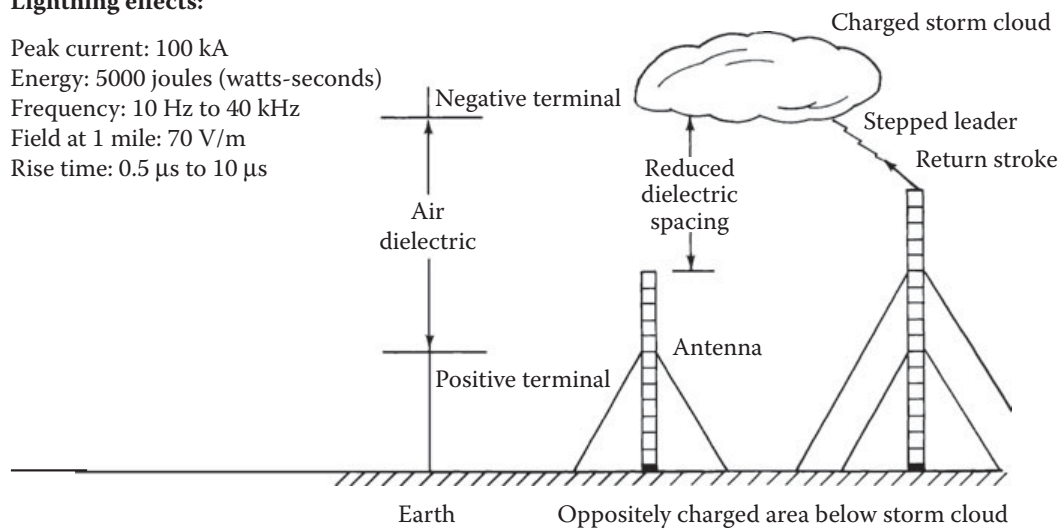 Lightning effects:
Peak current: 100 kA
Energy: 5000 joules (watts-seconds)
Frequency: 10 Hz to 40 kHz
Field at 1 mile: 70 V/m
Rise time: 0.5 μs to 10 μs
Charged storm cloud
Negative terminal
Stepped leader
Return stroke
Reduced
dielectric
spacing
Air
dielectric
Antenna
Positive terminal
Earth
Oppositely charged area below storm cloud